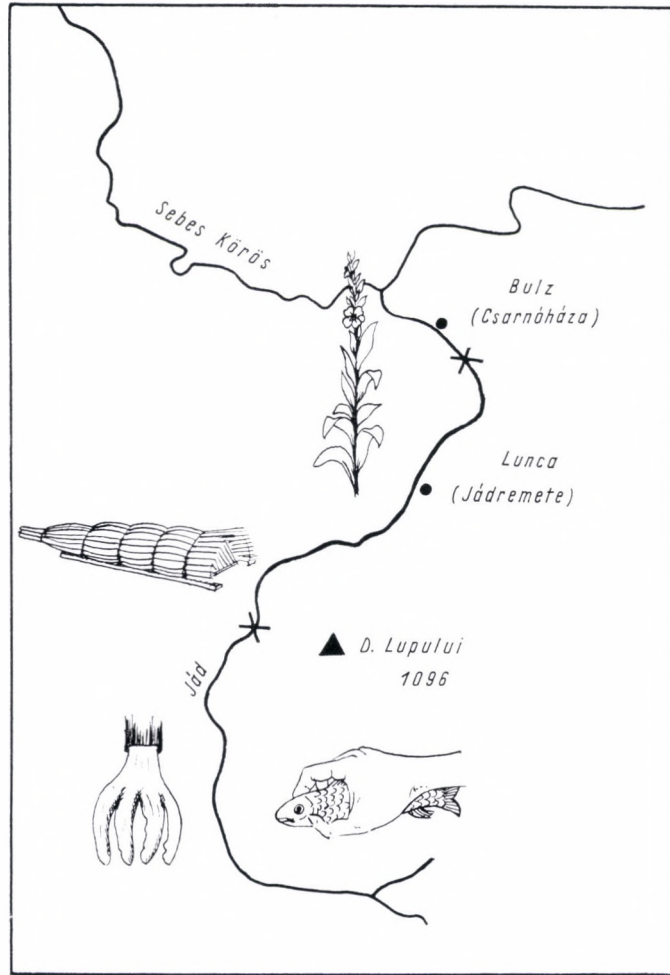 Sebes Körös
Bulz
(Csarnóháza)
Lunca
(Jádremete)
D. Lupului
1096
Jád